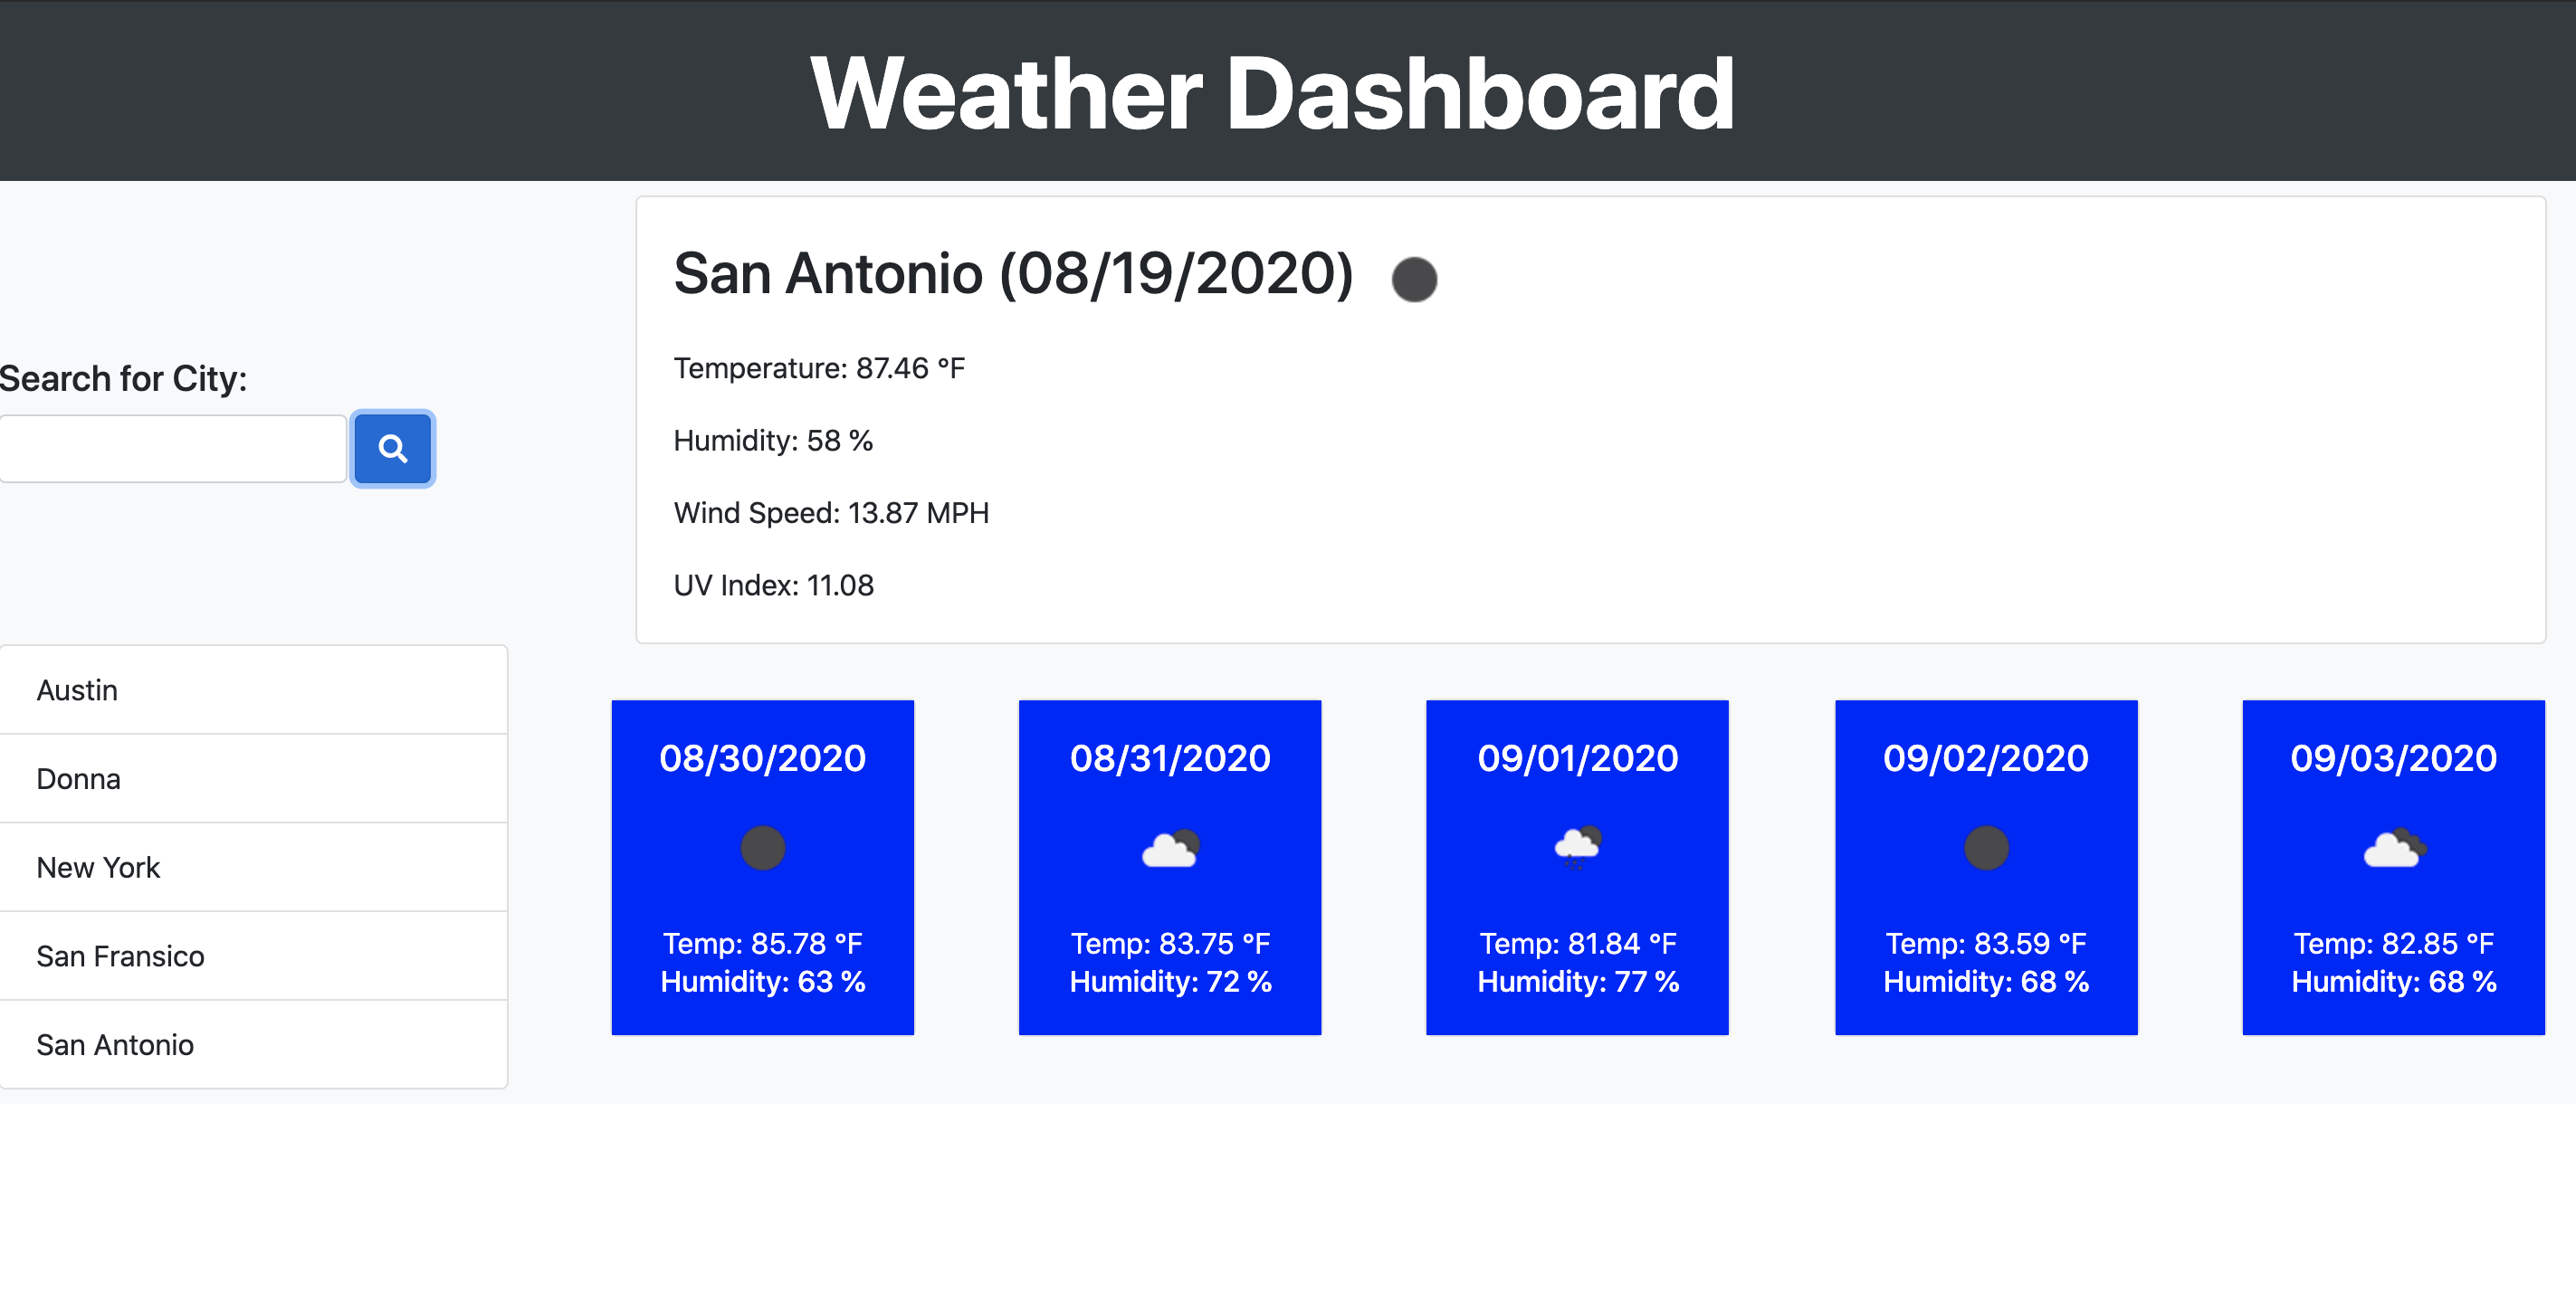 Weather Dashboard
Search for City:
Austin
Donna
New York
San Fransico
San Antonio
San Antonio (08/19/2020)
Temperature: 87.46 °F
Humidity: 58 %
Wind Speed: 13.87 MPH
UV Index: 11.08
08/30/2020
Temp: 85.78 °F
Humidity: 63 %
08/31/2020
Temp: 83.75 °F
Humidity: 72 %
09/01/2020
Temp: 81.84 °F
Humidity: 77 %
09/02/2020
Temp: 83.59 °F
Humidity: 68 %
09/03/2020
Temp: 82.85 °F
Humidity: 68 %